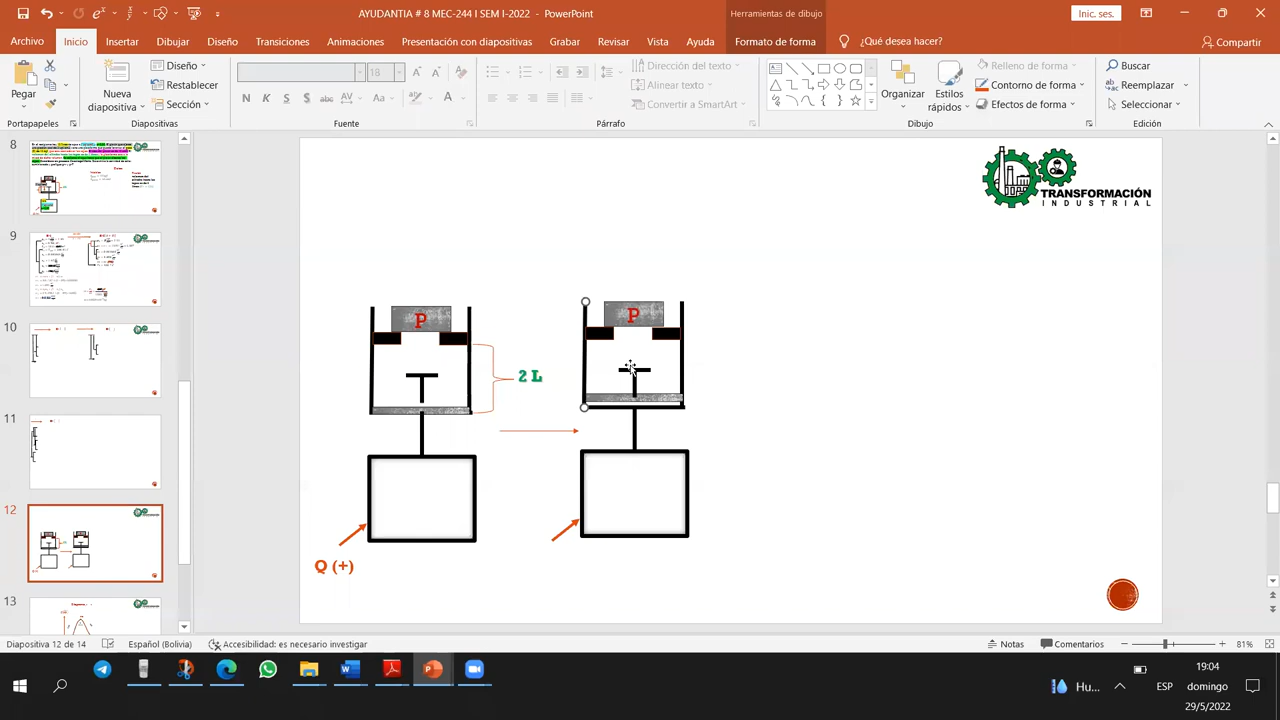 AYUDANTIA # 8 MEC-244 I SEM I-2022 - PowerPoint
Herramientas de dibujo
Inic. ses.
Archivo Inicio Insertar Dibujar Diseño Transiciones Animaciones Presentación con diapositivas Grabar Revisar Vista Ayuda Formato de forma ¿Qué desea hacer? Compartir
Pegar
Nueva diapositiva
Diseño
Restablecer
Sección
18
N K S S abc AV Aa A
Dirección del texto
Alinear texto
Convertir a SmartArt
Organizar
Estilos rápidos
Relleno de forma
Contorno de forma
Efectos de forma
Buscar
Reemplazar
Seleccionar
Portapapeles Diapositivas Fuente Párrafo Dibujo Edición
8
9
10
11
12
13
TRANSFORMACIÓN
INDUSTRIAL
P
P
2 L
Q (+)
Diapositiva 12 de 14 Español (Bolivia) Accesibilidad: es necesario investigar Notas Comentarios 81%
Hu... ESP
19:04
domingo
29/5/2022